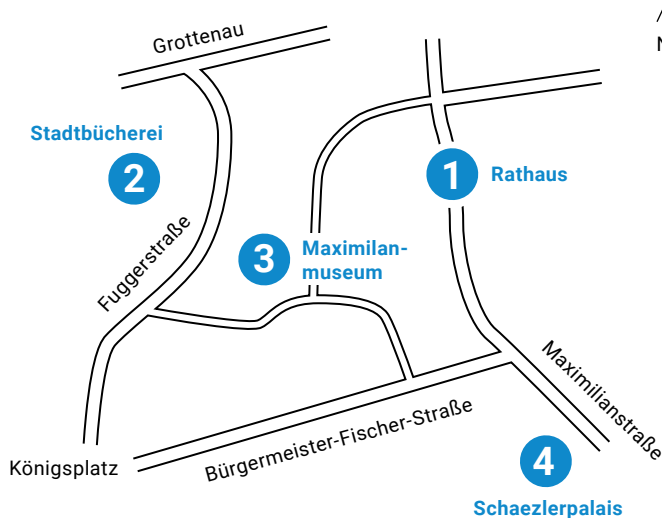 Grottenau
N
Stadtbücherei
2
1
Rathaus
Fuggerstraße
3
Maximilan-
museum
Maximilianstraße
Bürgermeister-Fischer-Straße
Königsplatz
4
Schaezlerpalais